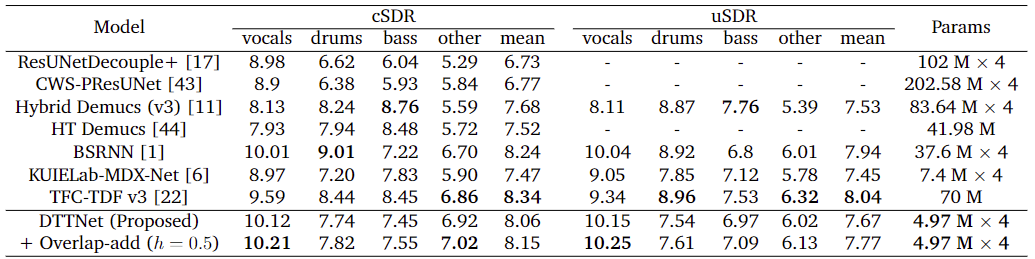 Model cSDR uSDR Params
vocals drums bass other mean vocals drums bass other mean
ResUNetDecouple+ [17] 8.98 6.62 6.04 5.29 6.73 - - - - - 102 M × 4
CWS-PResUNet [43] 8.9 6.38 5.93 5.84 6.77 - - - - - 202.58 M × 4
Hybrid Demucs (v3) [11] 8.13 8.24 8.76 5.59 7.68 8.11 8.87 7.76 5.39 7.53 83.64 M × 4
HT Demucs [44] 7.93 7.94 8.48 5.72 7.52 - - - - - 41.98 M
BSRNN [1] 10.01 9.01 7.22 6.70 8.24 10.04 8.92 6.8 6.01 7.94 37.6 M × 4
KUIELab-MDX-Net [6] 8.97 7.20 7.83 5.90 7.47 9.05 7.85 7.12 5.78 7.45 7.4 M × 4
TFC-TDF v3 [22] 9.59 8.44 8.45 6.86 8.34 9.34 8.96 7.53 6.32 8.04 70 M
DTTNet (Proposed) 10.12 7.74 7.45 6.92 8.06 10.15 7.54 6.97 6.02 7.67 4.97 M × 4
+ Overlap-add (h = 0.5) 10.21 7.82 7.55 7.02 8.15 10.25 7.61 7.09 6.13 7.77 4.97 M × 4